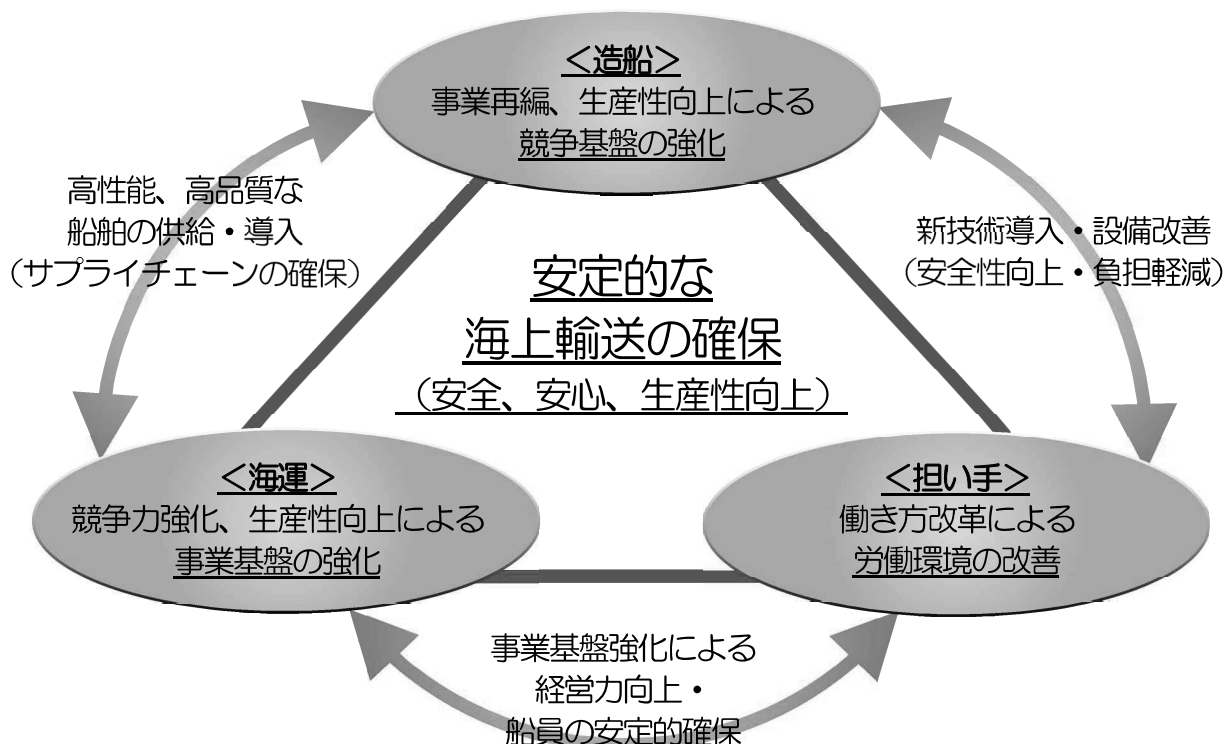 ＜造船＞
事業再編、生産性向上による
競争基盤の強化
高性能、高品質な
船舶の供給・導入
（サプライチェーンの確保）
新技術導入・設備改善
（安全性向上・負担軽減）
安定的な
海上輸送の確保
（安全、安心、生産性向上）
＜海運＞
競争力強化、生産性向上による
事業基盤の強化
＜担い手＞
働き方改革による
労働環境の改善
事業基盤強化による
経営力向上・
船員の安定的確保